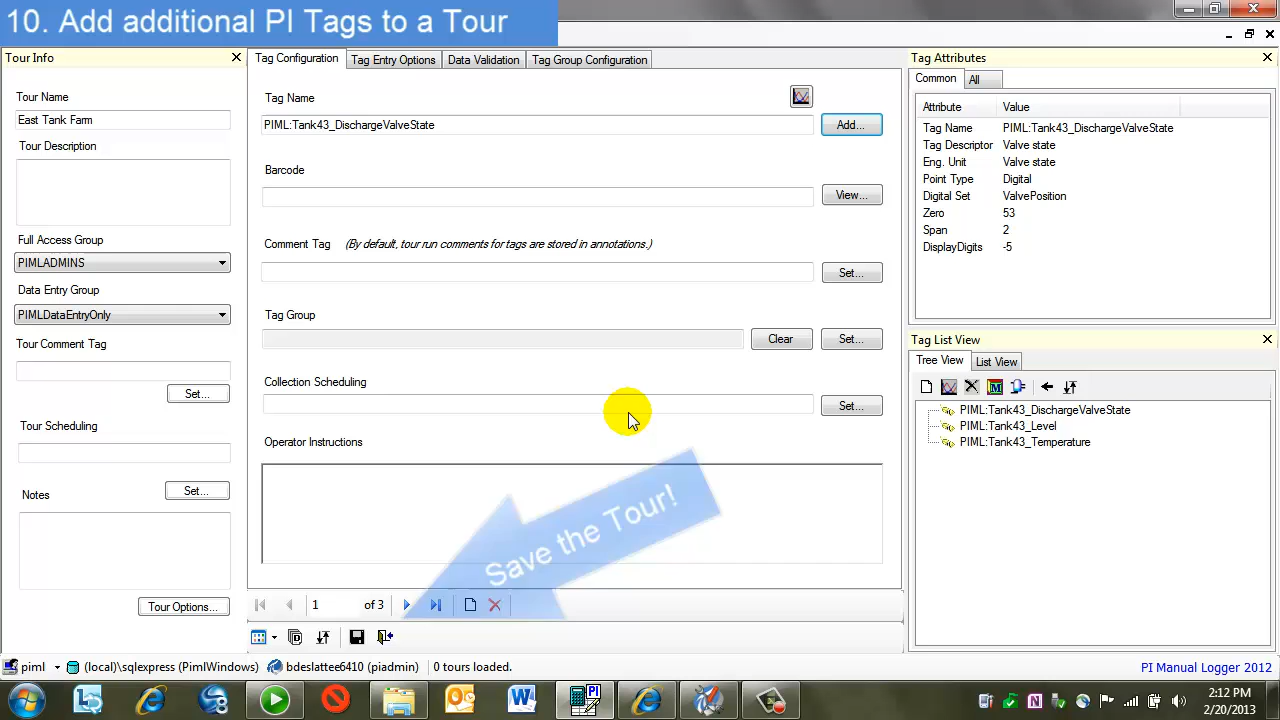 10. Add additional PI Tags to a Tour
Tour Info
Tour Name
East Tank Farm
Tour Description
Full Access Group
PIMLADMINS
Data Entry Group
PIMLDataEntryOnly
Tour Comment Tag
Set...
Tour Scheduling
Set...
Notes
Tour Options...
Tag Configuration
Tag Entry Options
Data Validation
Tag Group Configuration
Tag Name
PIML:Tank43_DischargeValveState
Add...
Barcode
View...
Comment Tag (By default, tour run comments for tags are stored in annotations.)
Set...
Tag Group
Clear
Set...
Collection Scheduling
Set...
Operator Instructions
Save the Tour!
1 of 3
Tag Attributes
Common All
Attribute Value
Tag Name PIML:Tank43_DischargeValveState
Tag Descriptor Valve state
Eng. Unit Valve state
Point Type Digital
Digital Set ValvePosition
Zero 53
Span 2
DisplayDigits -5
Tag List View
Tree View List View
PIML:Tank43_DischargeValveState
PIML:Tank43_Level
PIML:Tank43_Temperature
piml (local)\sqlexpress (PimlWindows) bdeslattee6410 (piadmin) 0 tours loaded. PI Manual Logger 2012
PI
2:12 PM
2/20/2013